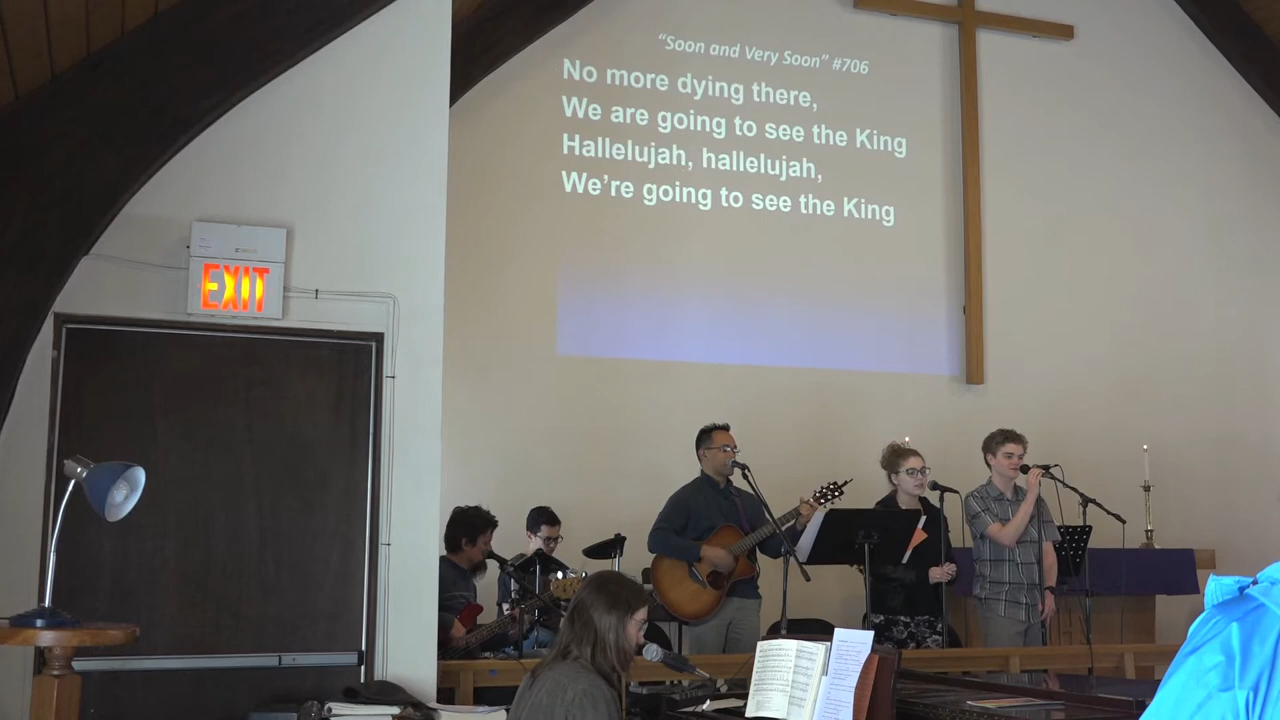 “Soon and Very Soon” #706
No more dying there,
We are going to see the King
Hallelujah, hallelujah,
We’re going to see the King
EXIT